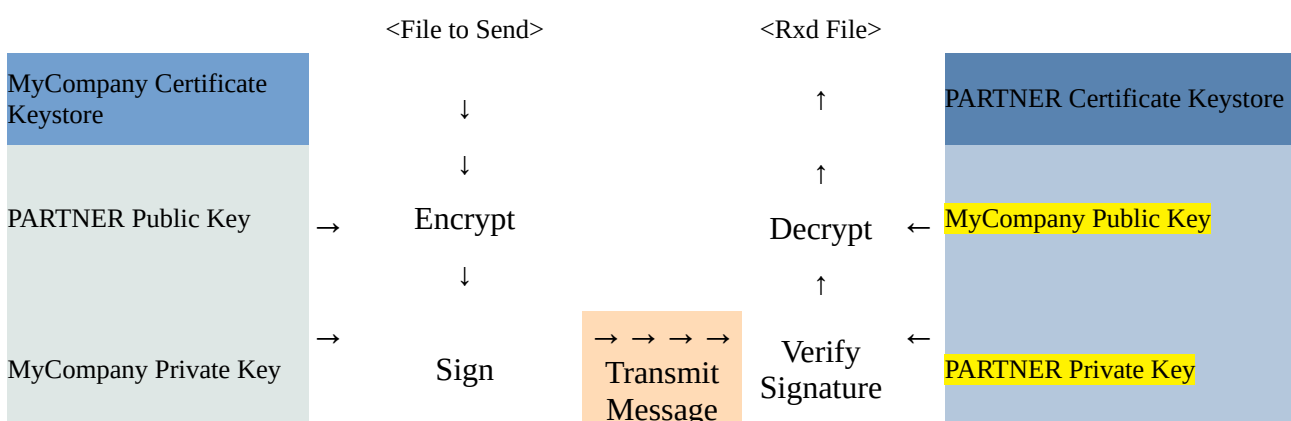 <File to Send>
<Rxd File>
MyCompany Certificate
Keystore
↓
↑
PARTNER Certificate Keystore
↓
↑
PARTNER Public Key
→
Encrypt
Decrypt
←
MyCompany Public Key
↓
↑
MyCompany Private Key
→
Sign
→ → → →
Transmit
Message
Verify
Signature
←
PARTNER Private Key